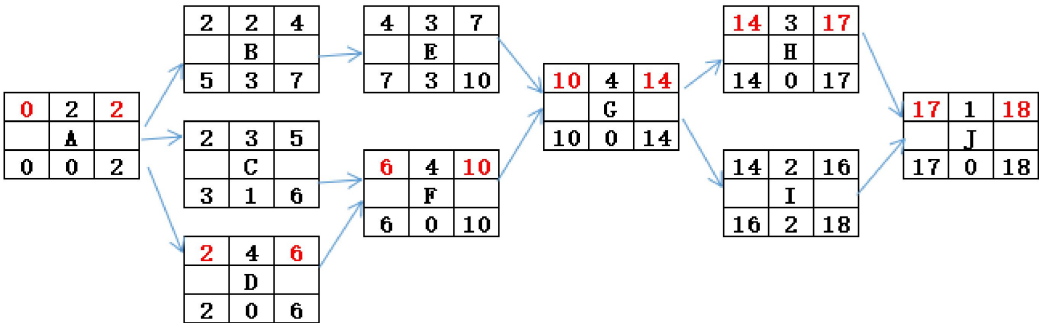 0 2 2
A
0 0 2
2 2 4
B
5 3 7
2 3 5
C
3 1 6
2 4 6
D
2 0 6
4 3 7
E
7 3 10
6 4 10
F
6 0 10
10 4 14
G
10 0 14
14 3 17
H
14 0 17
14 2 16
I
16 2 18
17 1 18
J
17 0 18